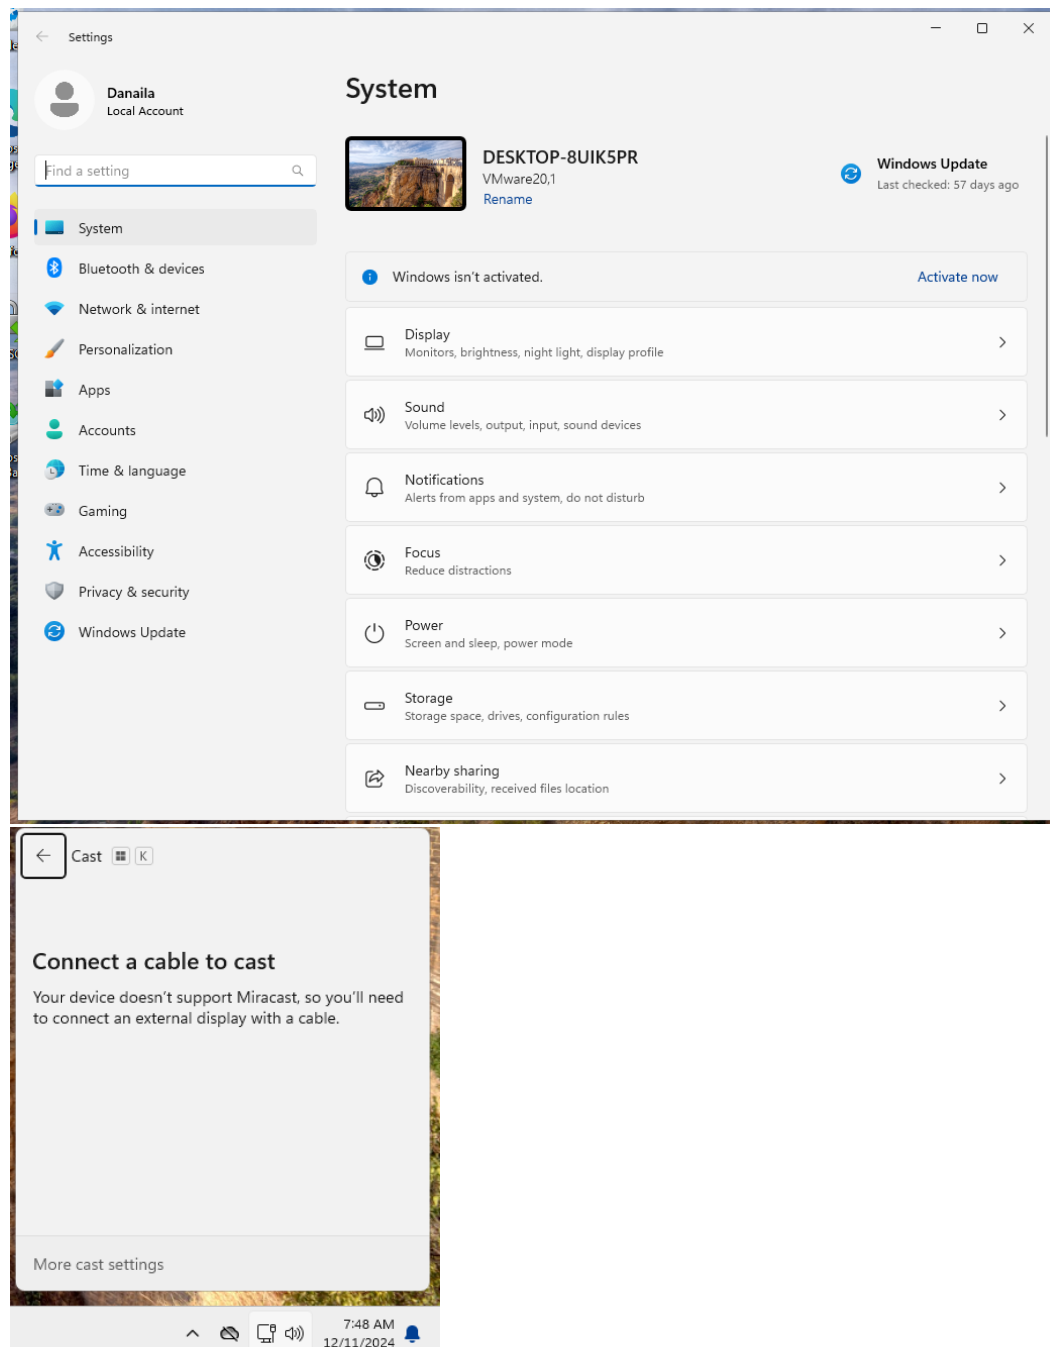 Settings
Danaila
Local Account
Find a setting
System
Bluetooth & devices
Network & internet
Personalization
Apps
Accounts
Time & language
Gaming
Accessibility
Privacy & security
Windows Update
System
DESKTOP-8UIK5PR
VMware20,1
Rename
Windows Update
Last checked: 57 days ago
Windows isn't activated.
Activate now
Display
Monitors, brightness, night light, display profile
Sound
Volume levels, output, input, sound devices
Notifications
Alerts from apps and system, do not disturb
Focus
Reduce distractions
Power
Screen and sleep, power mode
Storage
Storage space, drives, configuration rules
Nearby sharing
Discoverability, received files location
Cast K
Connect a cable to cast
Your device doesn't support Miracast, so you'll need
to connect an external display with a cable.
More cast settings
7:48 AM
12/11/2024